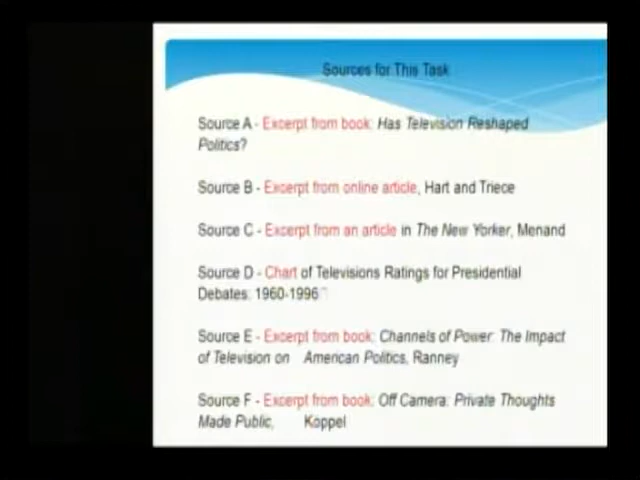 Sources for This Task
Source A - Excerpt from book: Has Television Reshaped
Politics?
Source B - Excerpt from online article, Hart and Triece
Source C - Excerpt from an article in The New Yorker, Menand
Source D - Chart of Televisions Ratings for Presidential
Debates: 1960-1996
Source E - Excerpt from book: Channels of Power: The Impact
of Television on American Politics, Ranney
Source F - Excerpt from book: Off Camera: Private Thoughts
Made Public, Koppel